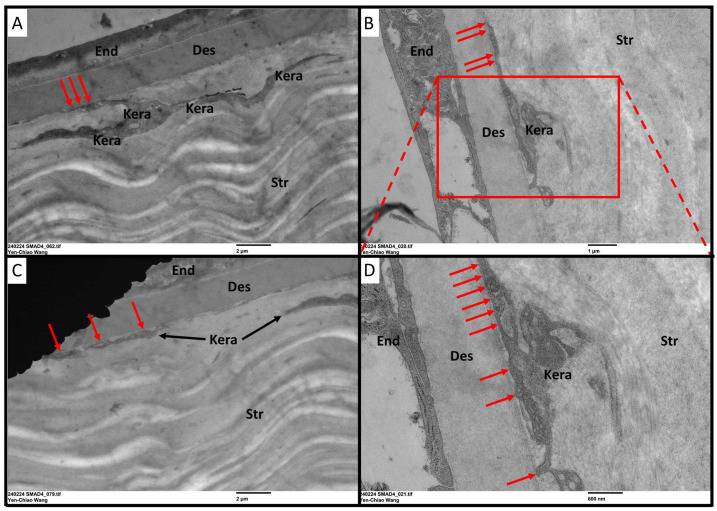 A
End
Des
Kera
Kera
Kera
Kera
Str
240224 SMAD4_062.tif
Yen-Chiao Wang
2 µm
B
End
Str
Des
Kera
240224 SMAD4_020.tif
Yen-Chiao Wang
1 µm
C
End
Des
Kera
Str
240224 SMAD4_079.tif
Yen-Chiao Wang
2 µm
D
End
Des
Kera
Str
240224 SMAD4_021.tif
Yen-Chiao Wang
600 nm